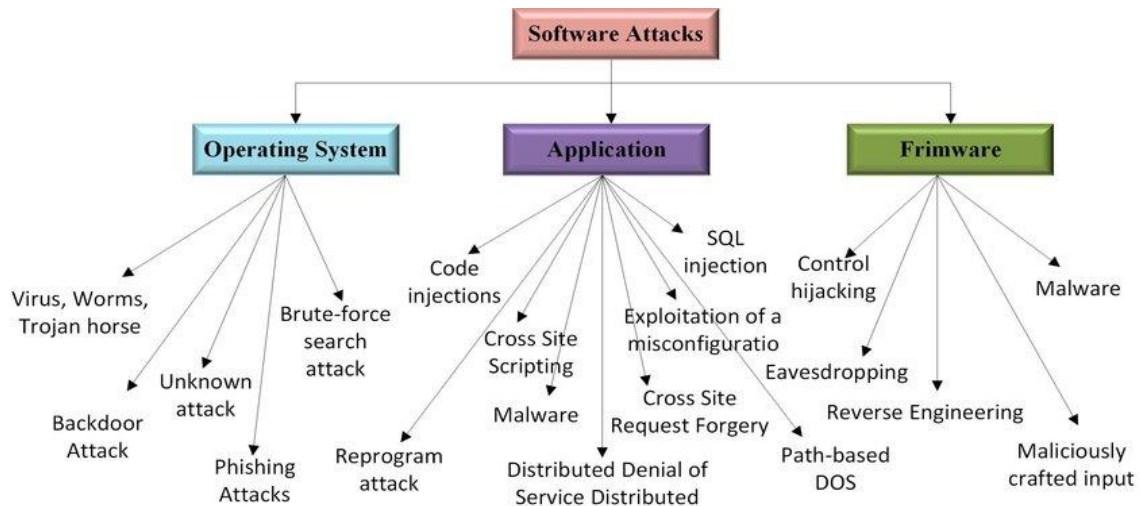 Software Attacks
Operating System
Application
Frimware
Virus, Worms,
Trojan horse
Backdoor
Attack
Unknown
attack
Phishing
Attacks
Brute-force
search
attack
Code
injections
Reprogram
attack
Cross Site
Scripting
Malware
Distributed Denial of
Service Distributed
Cross Site
Request Forgery
Path-based
DOS
Exploitation of a
misconfiguratio
SQL
injection
Control
hijacking
Eavesdropping
Reverse Engineering
Maliciously
crafted input
Malware